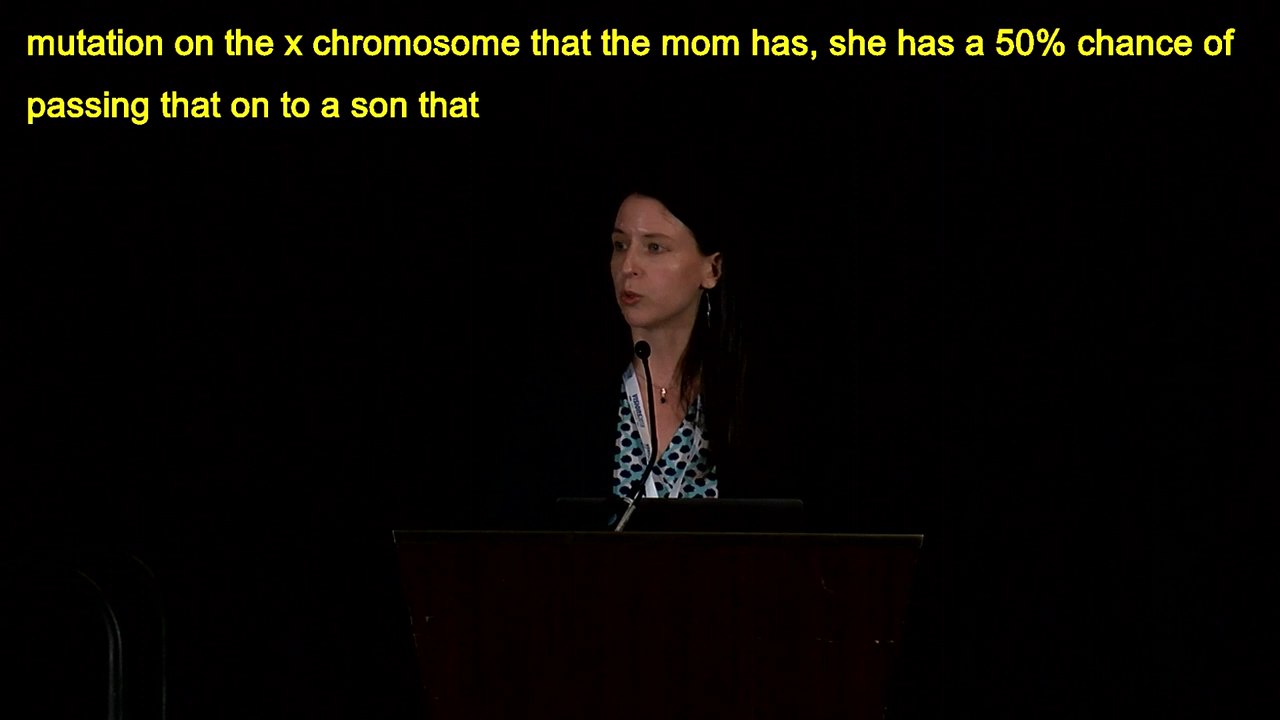 mutation on the x chromosome that the mom has, she has a 50% chance of
passing that on to a son that